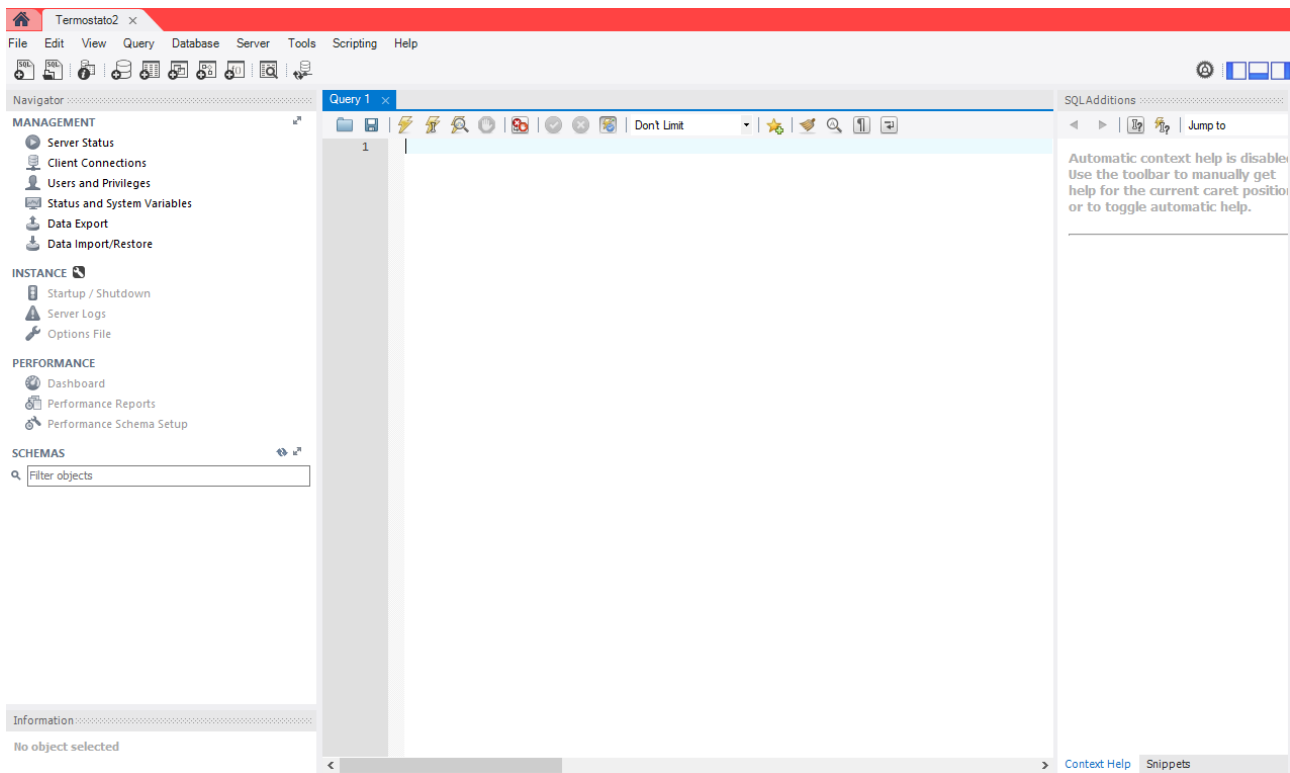 Termostato2
File Edit View Query Database Server Tools Scripting Help
Navigator
MANAGEMENT
Server Status
Client Connections
Users and Privileges
Status and System Variables
Data Export
Data Import/Restore
INSTANCE
Startup / Shutdown
Server Logs
Options File
PERFORMANCE
Dashboard
Performance Reports
Performance Schema Setup
SCHEMAS
Filter objects
Information
No object selected
Query 1
Don't Limit
1
SQLAdditions
Jump to
Automatic context help is disable
Use the toolbar to manually get
help for the current caret positio
or to toggle automatic help.
Context Help Snippets